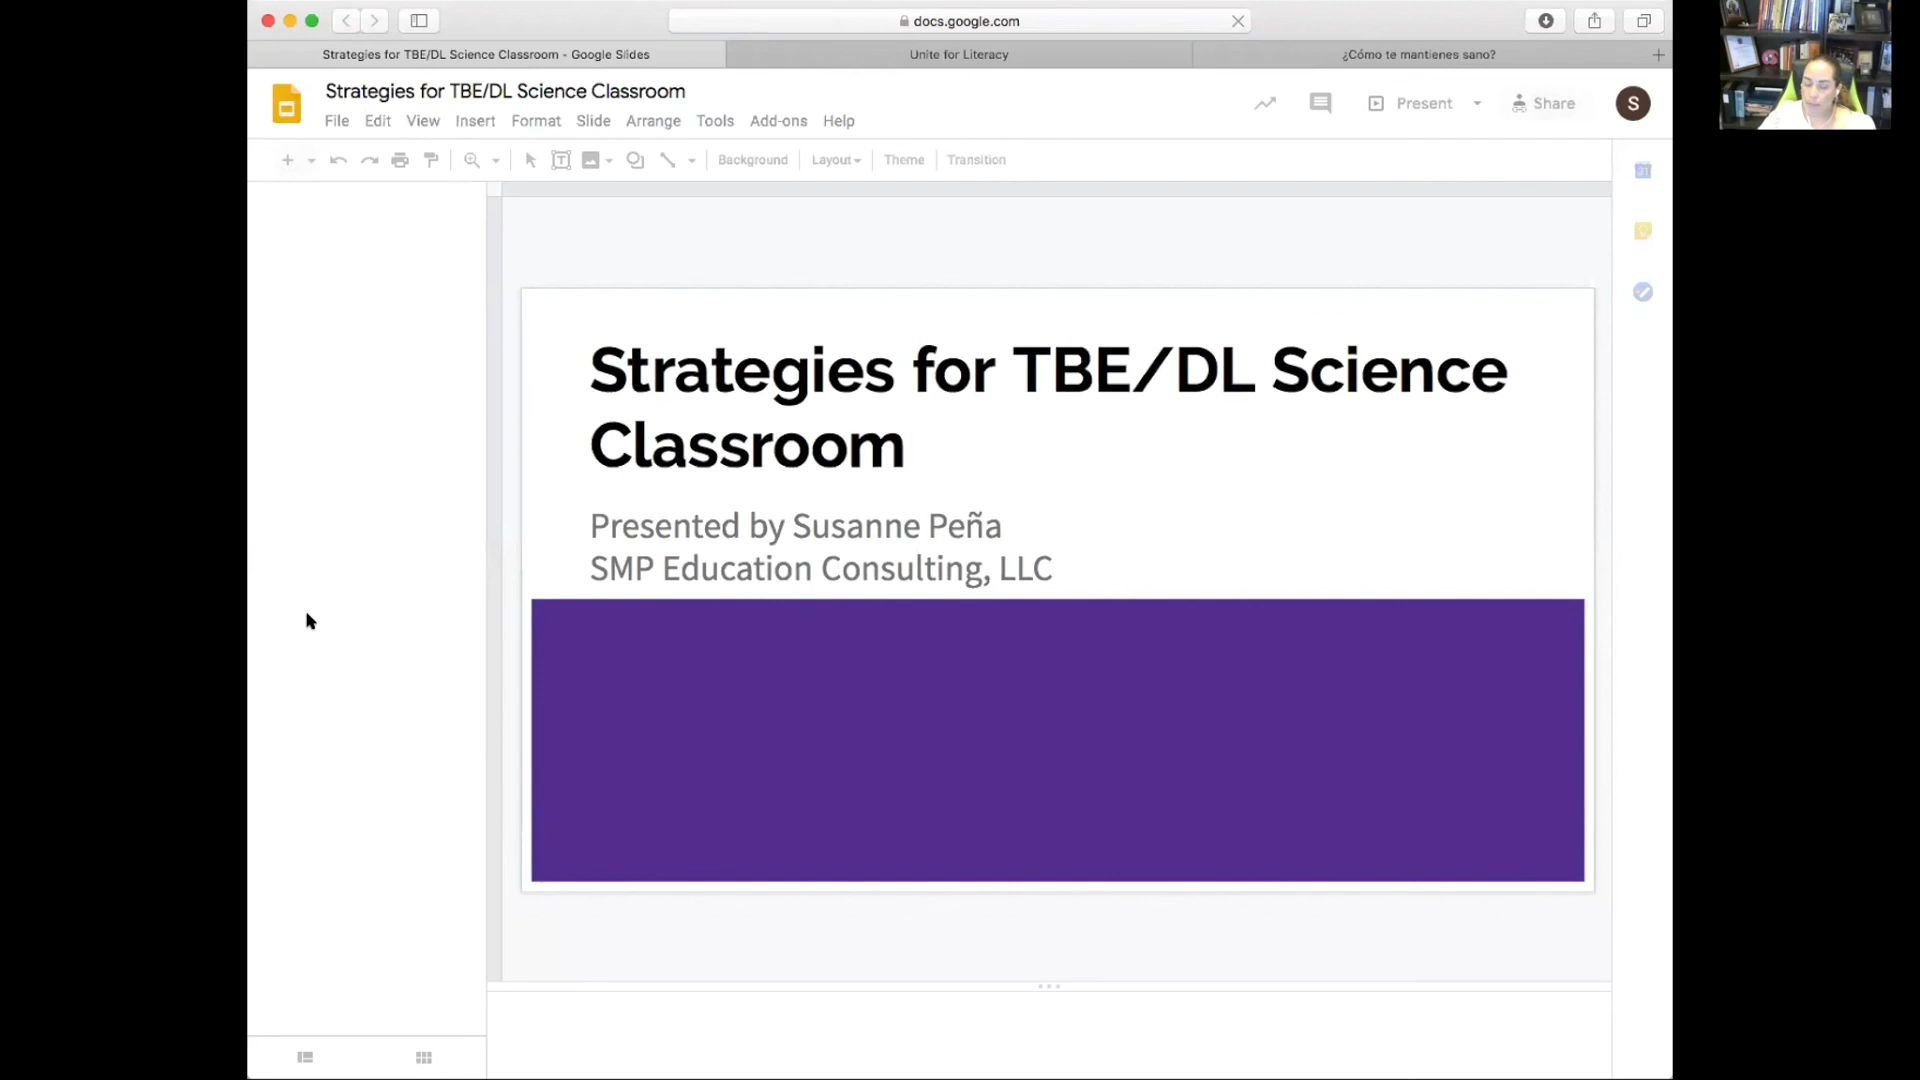 docs.google.com
Strategies for TBE/DL Science Classroom - Google Slides
Unite for Literacy
¿Cómo te mantienes sano?
Strategies for TBE/DL Science Classroom
File Edit View Insert Format Slide Arrange Tools Add-ons Help
Present
Share
S
Background Layout Theme Transition
31
Strategies for TBE/DL Science
Classroom
Presented by Susanne Peña
SMP Education Consulting, LLC